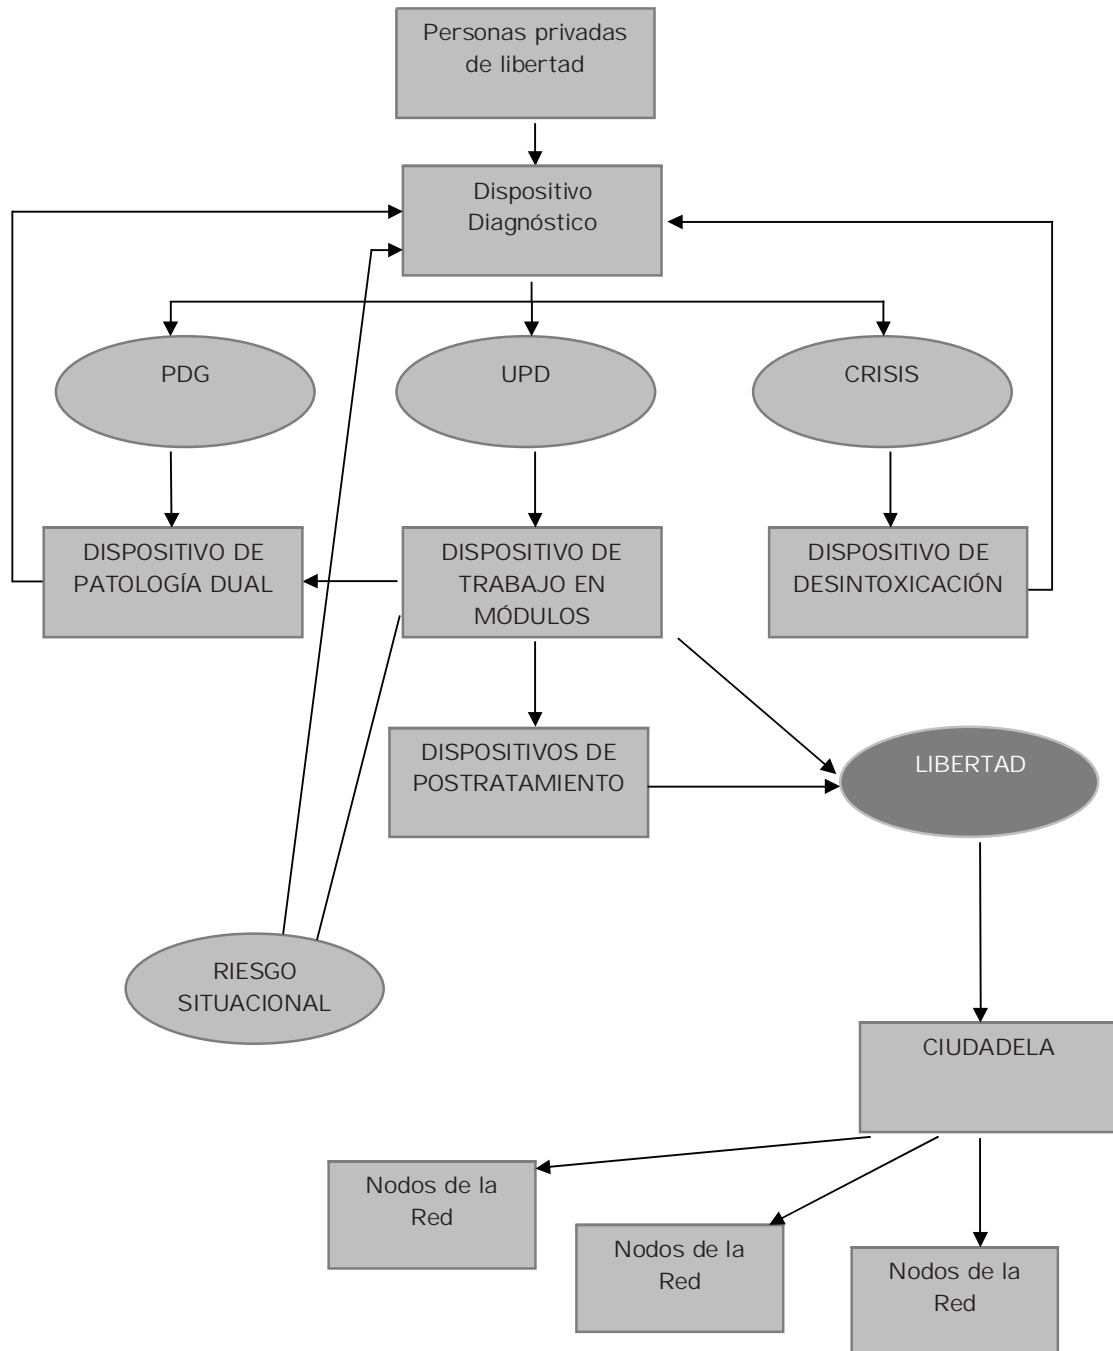 Personas privadas
de libertad
Dispositivo
Diagnóstico
PDG
UPD
CRISIS
DISPOSITIVO DE
PATOLOGÍA DUAL
DISPOSITIVO DE
TRABAJO EN
MÓDULOS
DISPOSITIVO DE
DESINTOXICACIÓN
DISPOSITIVOS DE
POSTRATAMIENTO
LIBERTAD
RIESGO
SITUACIONAL
CIUDADELA
Nodos de la
Red
Nodos de la
Red
Nodos de la
Red